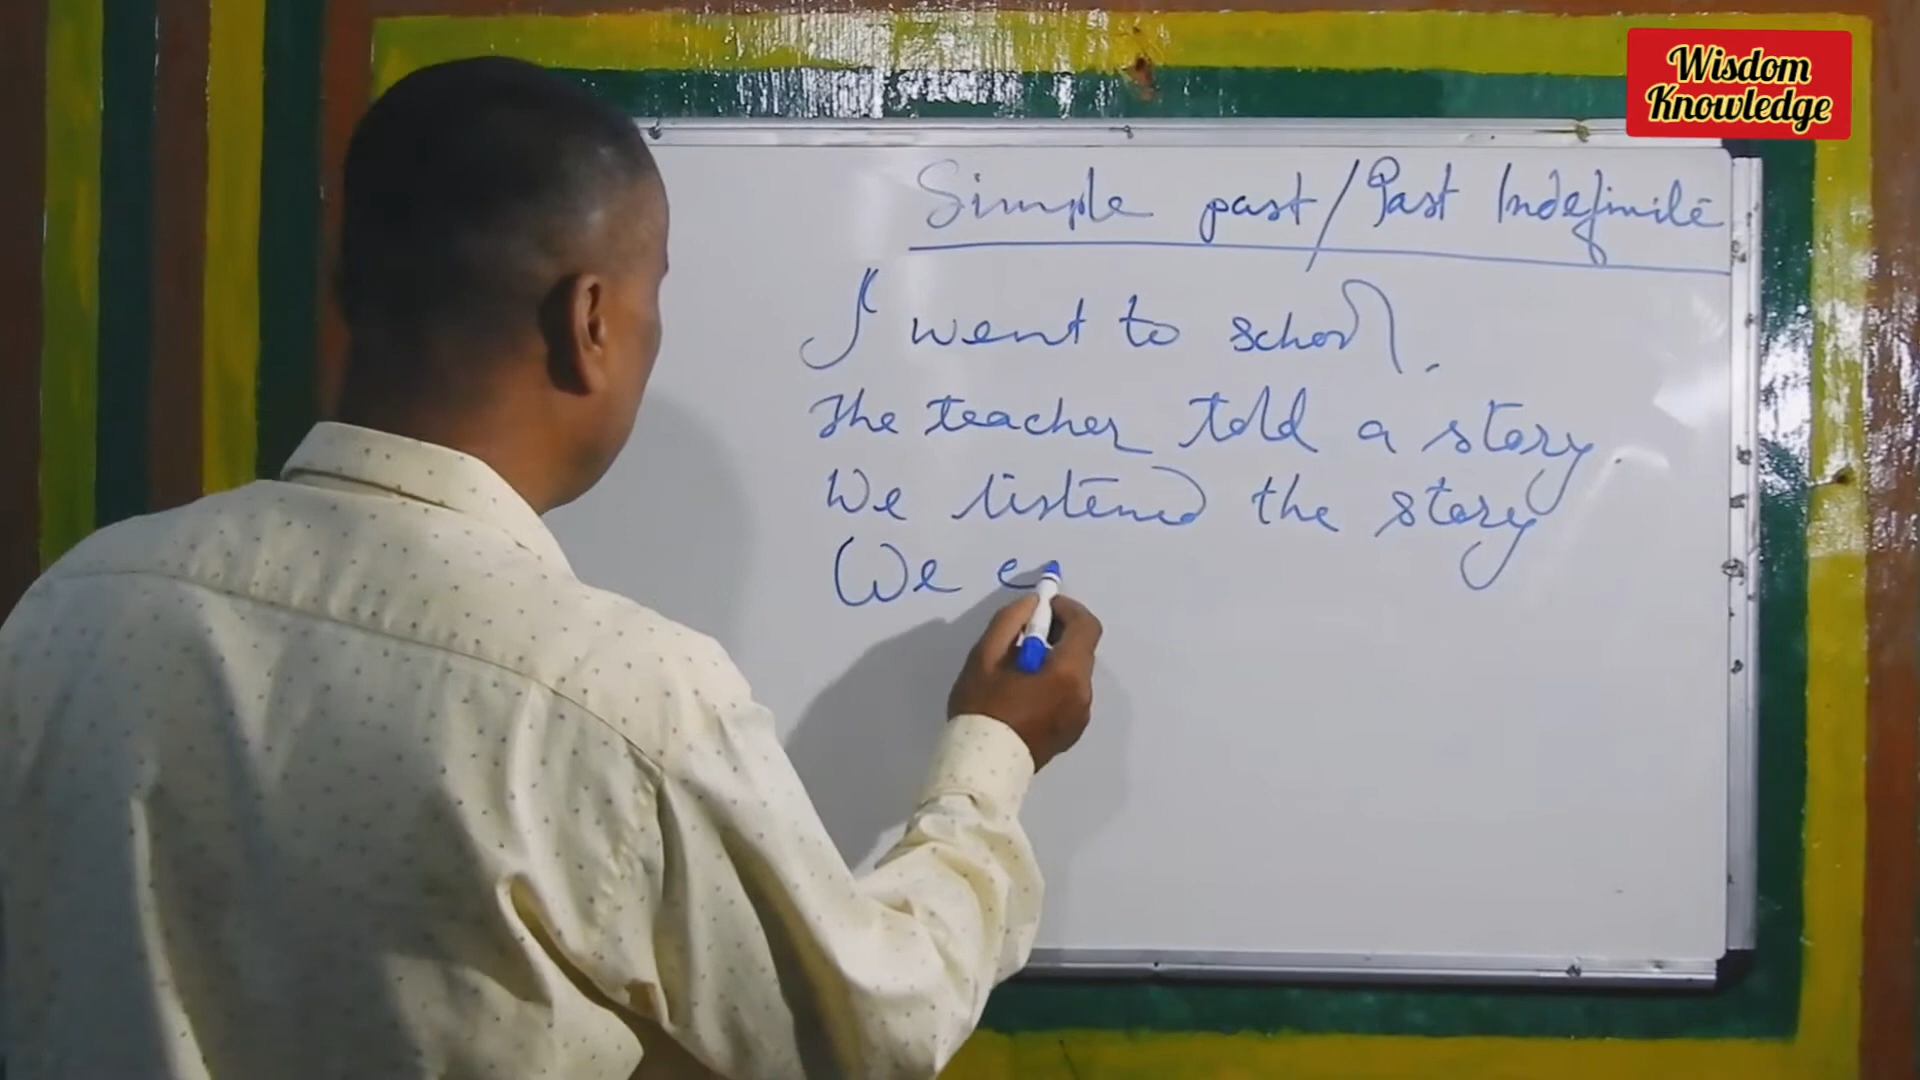 Wisdom
Knowledge
Simple past/Past Indefinite
I went to school.
The teacher told a story.
We listened the story
We e